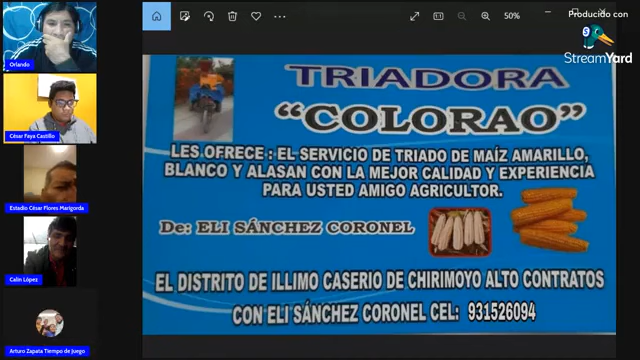 Producido con
StreamYard
50%
Orlando
César Faya Castillo
Estadio César Flores Marigorda
Calin López
Arturo Zapata Tiempo de Juego
TRIADORA
“COLORAO”
LES OFRECE : EL SERVICIO DE TRIADO DE MAÍZ AMARILLO,
BLANCO Y ALASAN CON LA MEJOR CALIDAD Y EXPERIENCIA
PARA USTED AMIGO AGRICULTOR.
De: ELI SÁNCHEZ CORONEL
EL DISTRITO DE ILLIMO CASERIO DE CHIRIMOYO ALTO CONTRATOS
CON ELI SÁNCHEZ CORONEL CEL: 931526094